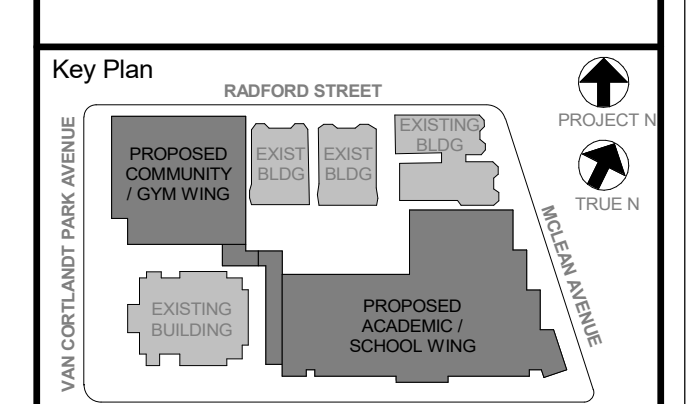 Key Plan
RADFORD STREET
PROJECT N
TRUE N
VAN CORTLANDT PARK AVENUE
PROPOSED
COMMUNITY
/ GYM WING
EXIST
BLDG
EXIST
BLDG
EXISTING
BLDG
MCLEAN AVENUE
EXISTING
BUILDING
PROPOSED
ACADEMIC /
SCHOOL WING